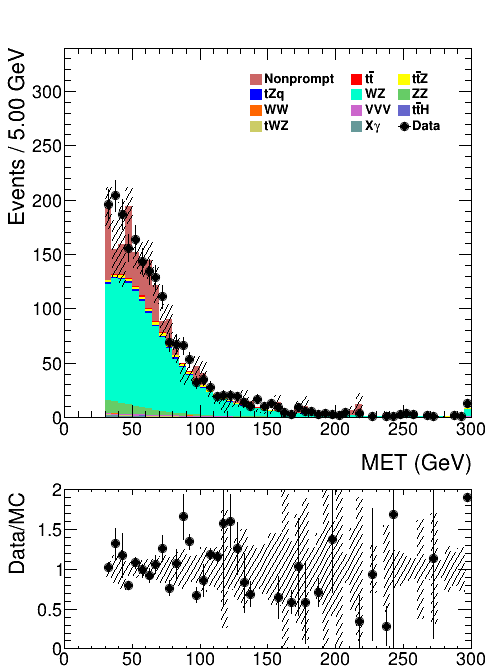 Events / 5.00 GeV
300
250
200
150
100
50
0
Nonprompt tt̄ tt̄Z
tZq WZ ZZ
WW VVV tt̄H
tWZ Xγ Data
0 50 100 150 200 250 300
MET (GeV)
Data/MC
2
1.5
1
0.5
0
0 50 100 150 200 250 300